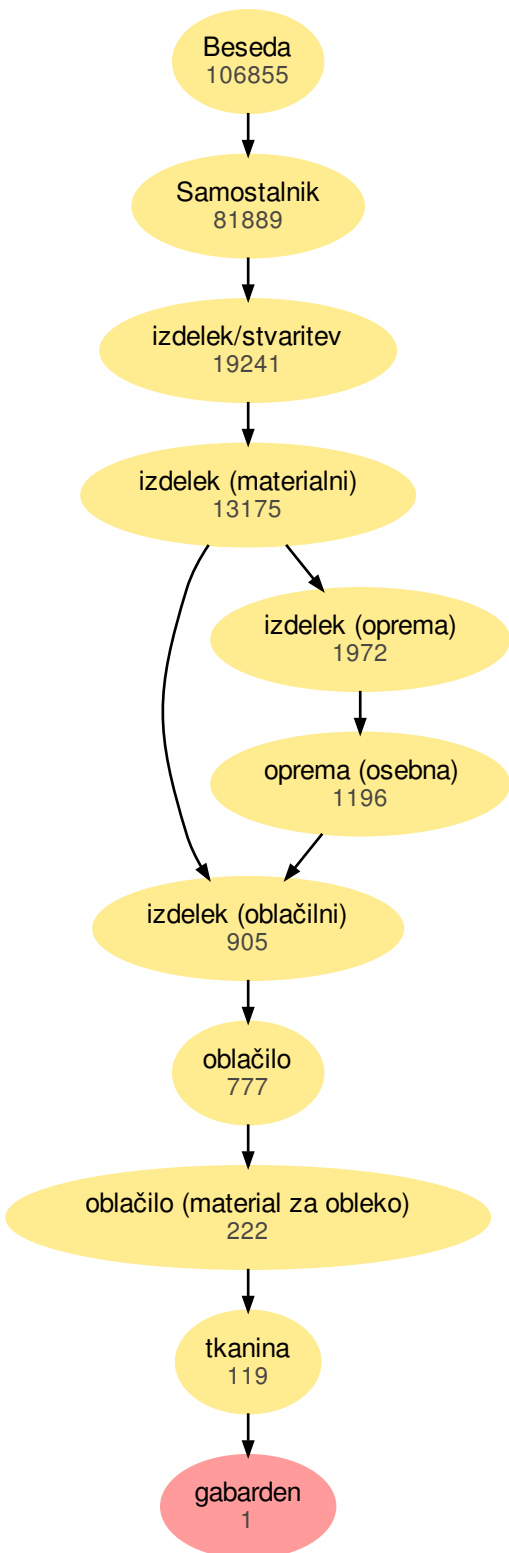 Beseda
106855
Samostalnik
81889
izdelek/stvaritev
19241
izdelek (materialni)
13175
izdelek (oprema)
1972
oprema (osebna)
1196
izdelek (oblačilni)
905
oblačilo
777
oblačilo (material za obleko)
222
tkanina
119
gabarden
1